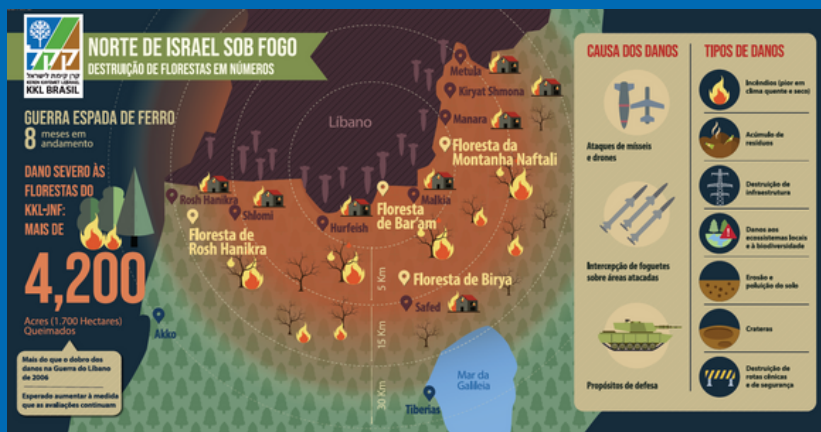 קקל
קרן קימת לישראל
KEREN KAYEMET LEISRAEL
KKL BRASIL
NORTE DE ISRAEL SOB FOGO
DESTRUIÇÃO DE FLORESTAS EM NÚMEROS
GUERRA ESPADA DE FERRO
8 meses em
andamento
DANO SEVERO ÀS
FLORESTAS DO
KKL-JNF:
MAIS DE
4,200
Acres (1.700 Hectares)
Queimados
Mais do que o dobro dos
danos na Guerra do Líbano
de 2006
Esperado aumentar à medida
que as avaliações continuam
Líbano
Metula
Kiryat Shmona
Manara
Floresta da
Montanha Naftali
Rosh Hanikra
Shlomi
Floresta de
Rosh Hanikra
Hurfeish
Malkia
Floresta
de Bar'am
Floresta de Birya
Safed
Akko
Mar da
Galileia
Tiberias
5 Km
15 Km
30 Km
CAUSA DOS DANOS
Ataques de mísseis
e drones
Intercepção de foguetes
sobre áreas atacadas
Propósitos de defesa
TIPOS DE DANOS
Incêndios (pior em
clima quente e seco)
Acúmulo de
resíduos
Destruição de
infraestrutura
Danos aos
ecossistemas locais
e à biodiversidade
Erosão e
poluição do solo
Crateras
Destruição de
rotas cênicas
e de segurança